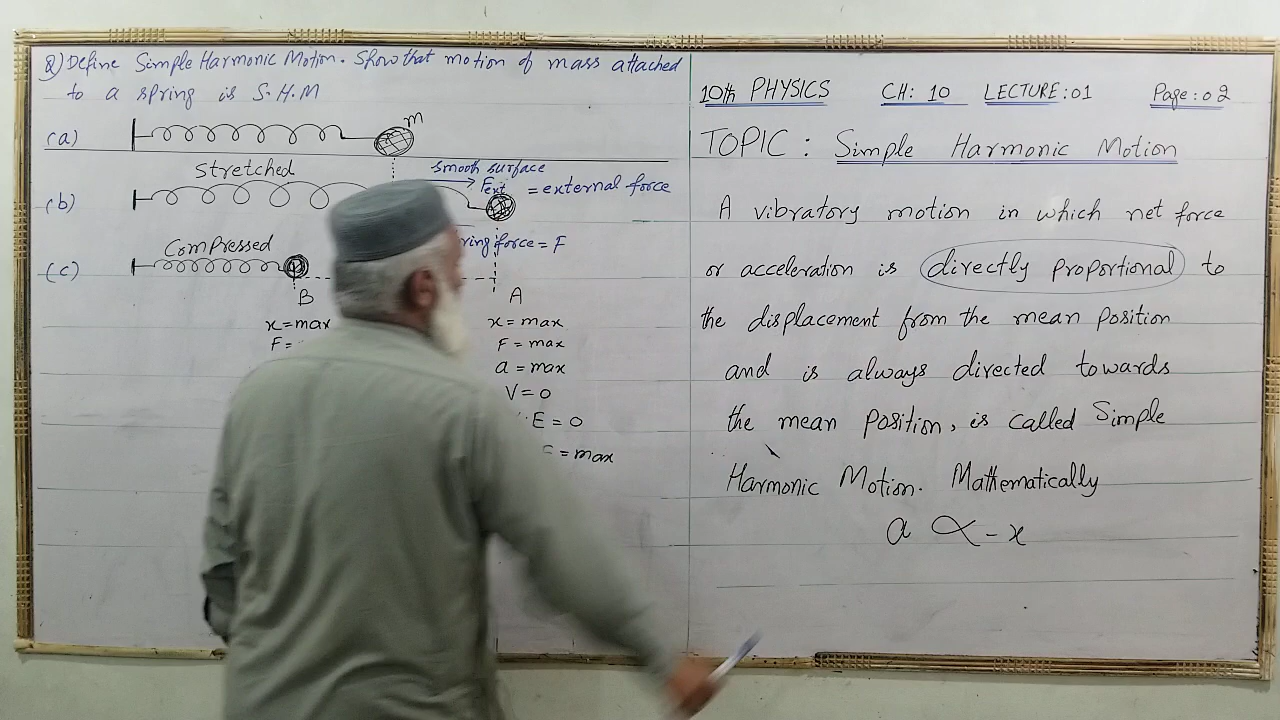 Q) Define Simple Harmonic Motion. Show that motion of mass attached
to a spring is S.H.M
(a)
m
Stretched
smooth surface
(b)
Fext = external force
Compressed
force = F
(c)
B
A
x = max
F =
x = max
F = max
a = max
V = 0
E = 0
= max
10th PHYSICS CH: 10 LECTURE: 01 Page: 02
TOPIC: Simple Harmonic Motion
A vibratory motion in which net force
or acceleration is directly proportional to
the displacement from the mean position
and is always directed towards
the mean position, is called Simple
Harmonic Motion. Mathematically
a ∝ -x